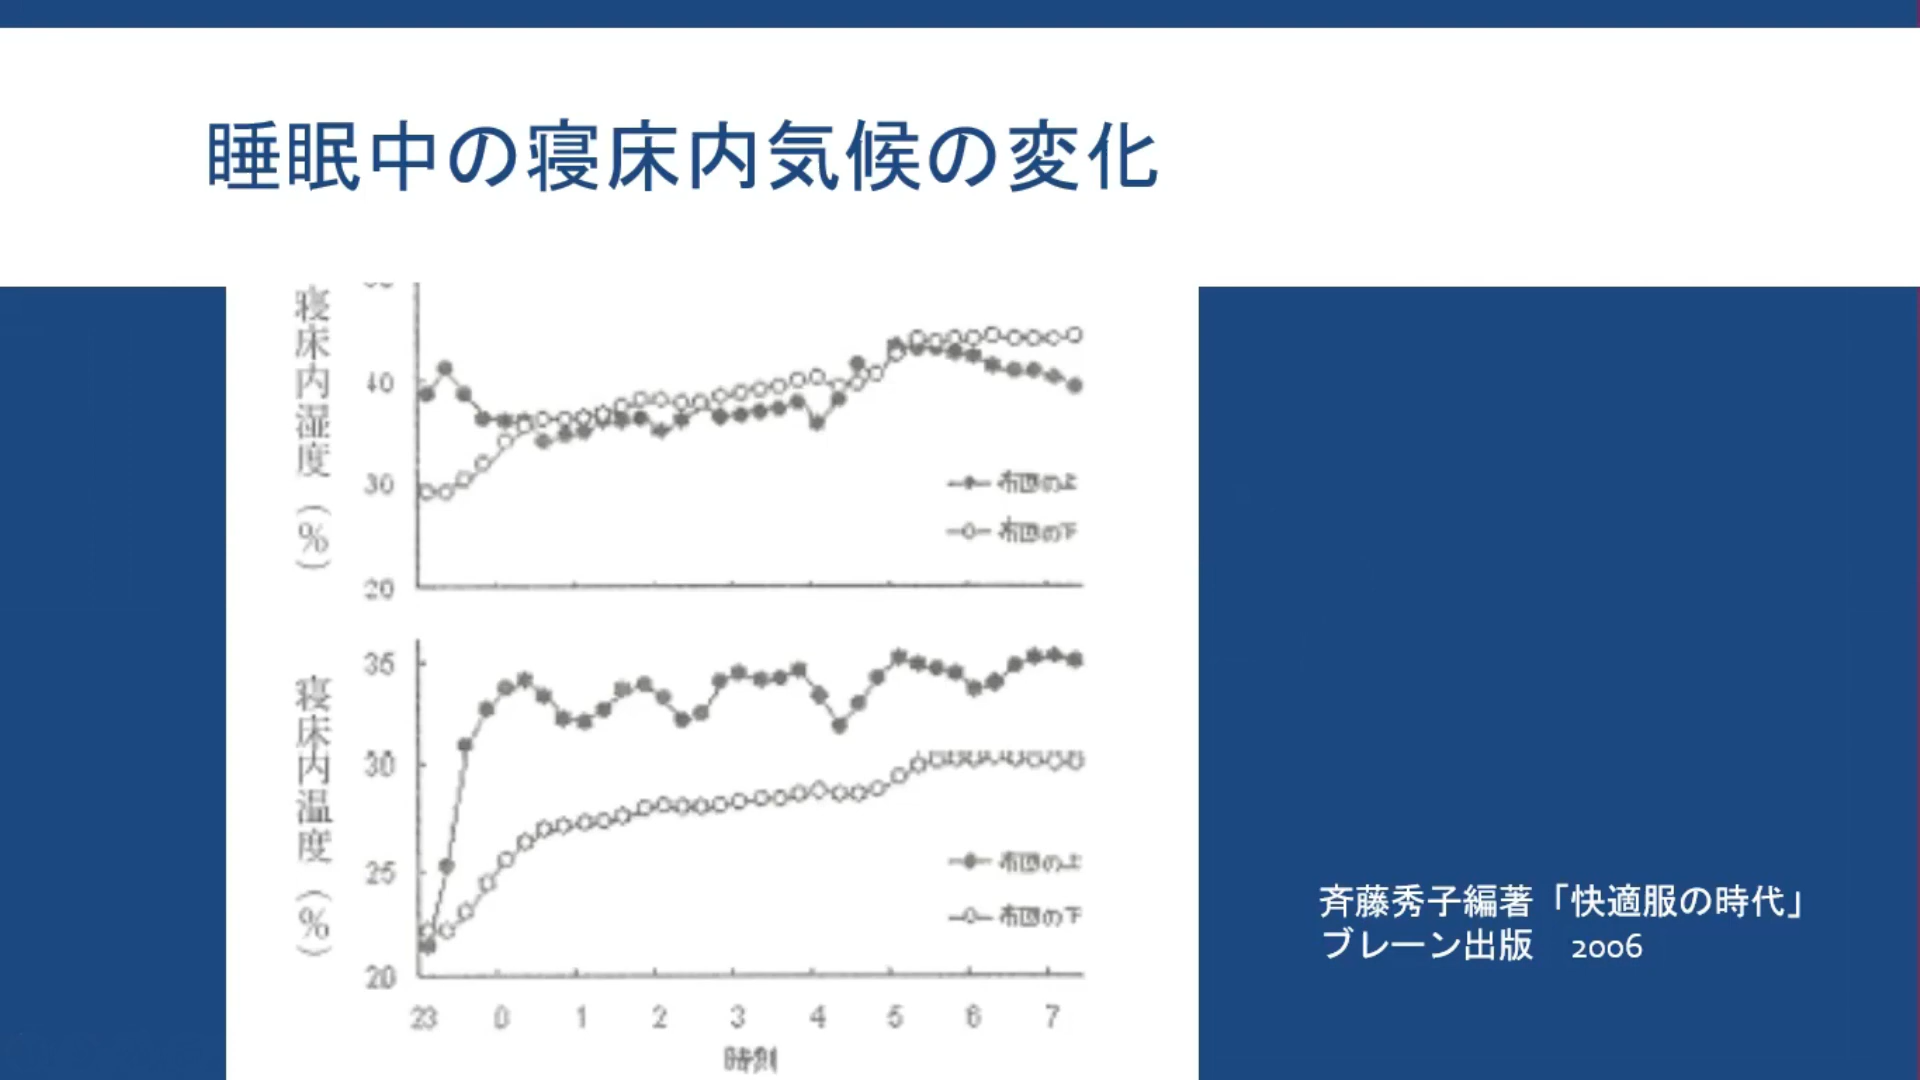 睡眠中の寝床内気候の変化
寝床内湿度（%）
40
30
20
布団の上
布団の下
寝床内温度（%）
35
30
25
20
布団の上
布団の下
23 0 1 2 3 4 5 6 7
時刻
斉藤秀子編著「快適服の時代」
ブレーン出版 2006